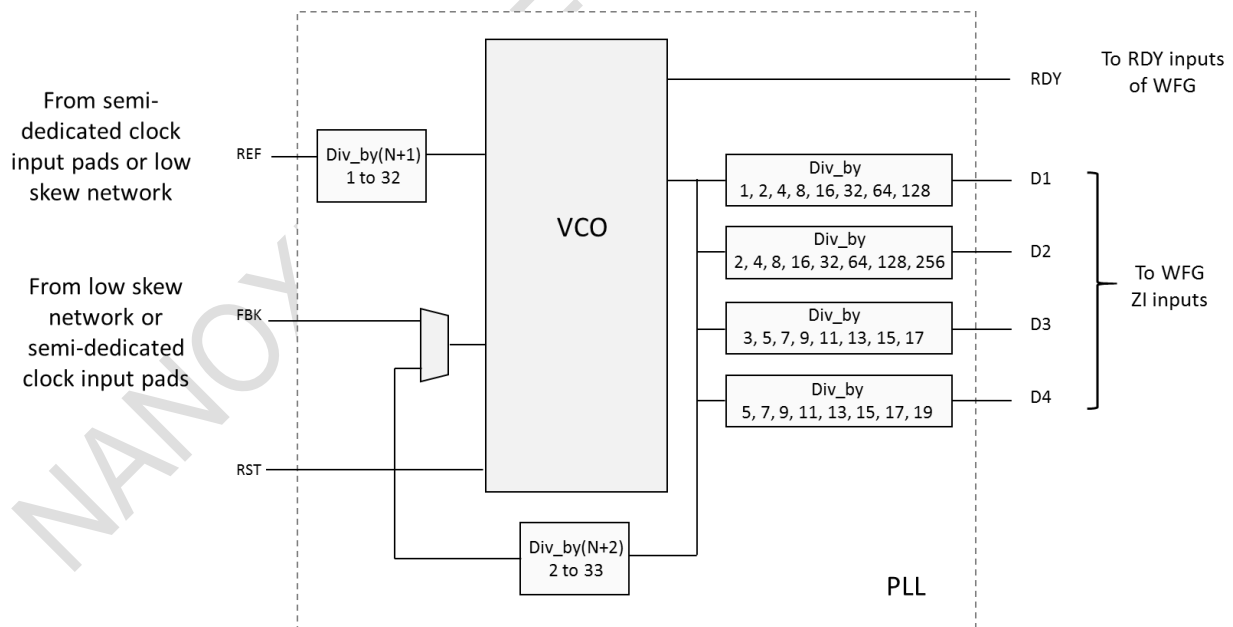 From semi-
dedicated clock
input pads or low
skew network
REF
Div_by(N+1)
1 to 32
From low skew
network or
semi-dedicated
clock input pads
FBK
RST
VCO
Div_by(N+2)
2 to 33
Div_by
1, 2, 4, 8, 16, 32, 64, 128
Div_by
2, 4, 8, 16, 32, 64, 128, 256
Div_by
3, 5, 7, 9, 11, 13, 15, 17
Div_by
5, 7, 9, 11, 13, 15, 17, 19
PLL
RDY
To RDY inputs
of WFG
D1
D2
D3
D4
To WFG
ZI inputs
NANOX